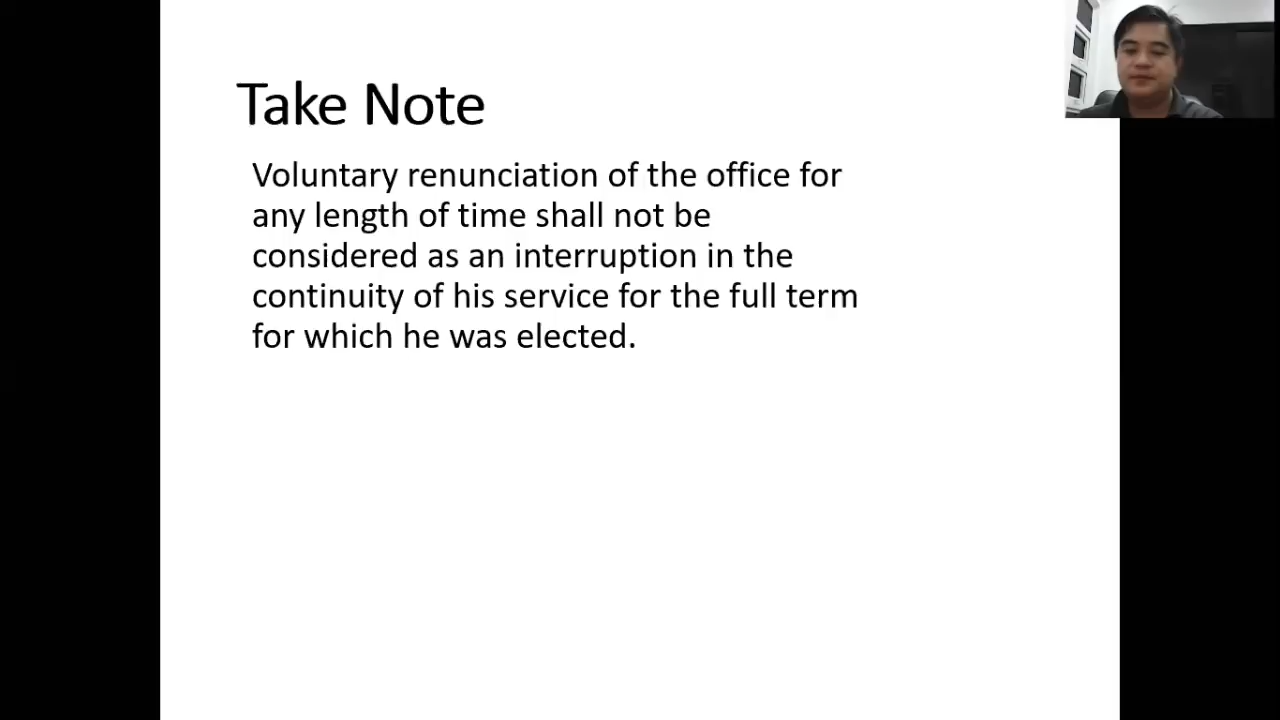 Take Note
Voluntary renunciation of the office for
any length of time shall not be
considered as an interruption in the
continuity of his service for the full term
for which he was elected.